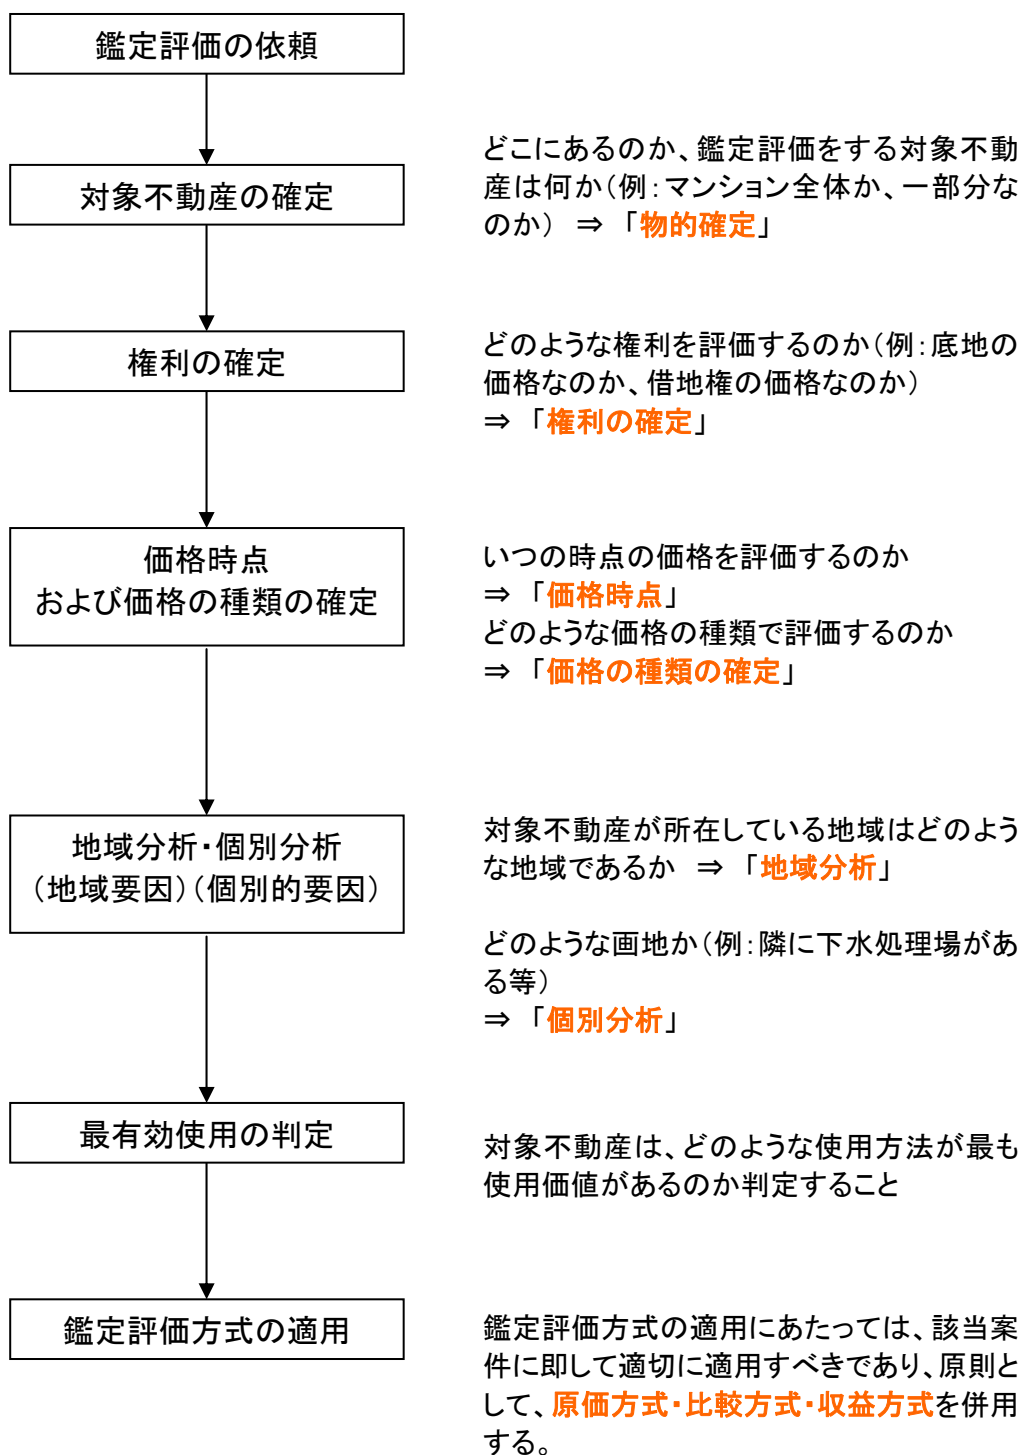 鑑定評価の依頼
対象不動産の確定
どこにあるのか、鑑定評価をする対象不動
産は何か(例:マンション全体か、一部分な
のか) ⇒ 「物的確定」
権利の確定
どのような権利を評価するのか(例:底地の
価格なのか、借地権の価格なのか)
⇒ 「権利の確定」
価格時点
および価格の種類の確定
いつの時点の価格を評価するのか
⇒ 「価格時点」
どのような価格の種類で評価するのか
⇒ 「価格の種類の確定」
地域分析・個別分析
(地域要因)(個別的要因)
対象不動産が所在している地域はどのよう
な地域であるか ⇒ 「地域分析」
どのような画地か(例:隣に下水処理場があ
る等)
⇒ 「個別分析」
最有効使用の判定
対象不動産は、どのような使用方法が最も
使用価値があるのか判定すること
鑑定評価方式の適用
鑑定評価方式の適用にあたっては、該当案
件に即して適切に適用すべきであり、原則と
して、原価方式・比較方式・収益方式を併用
する。